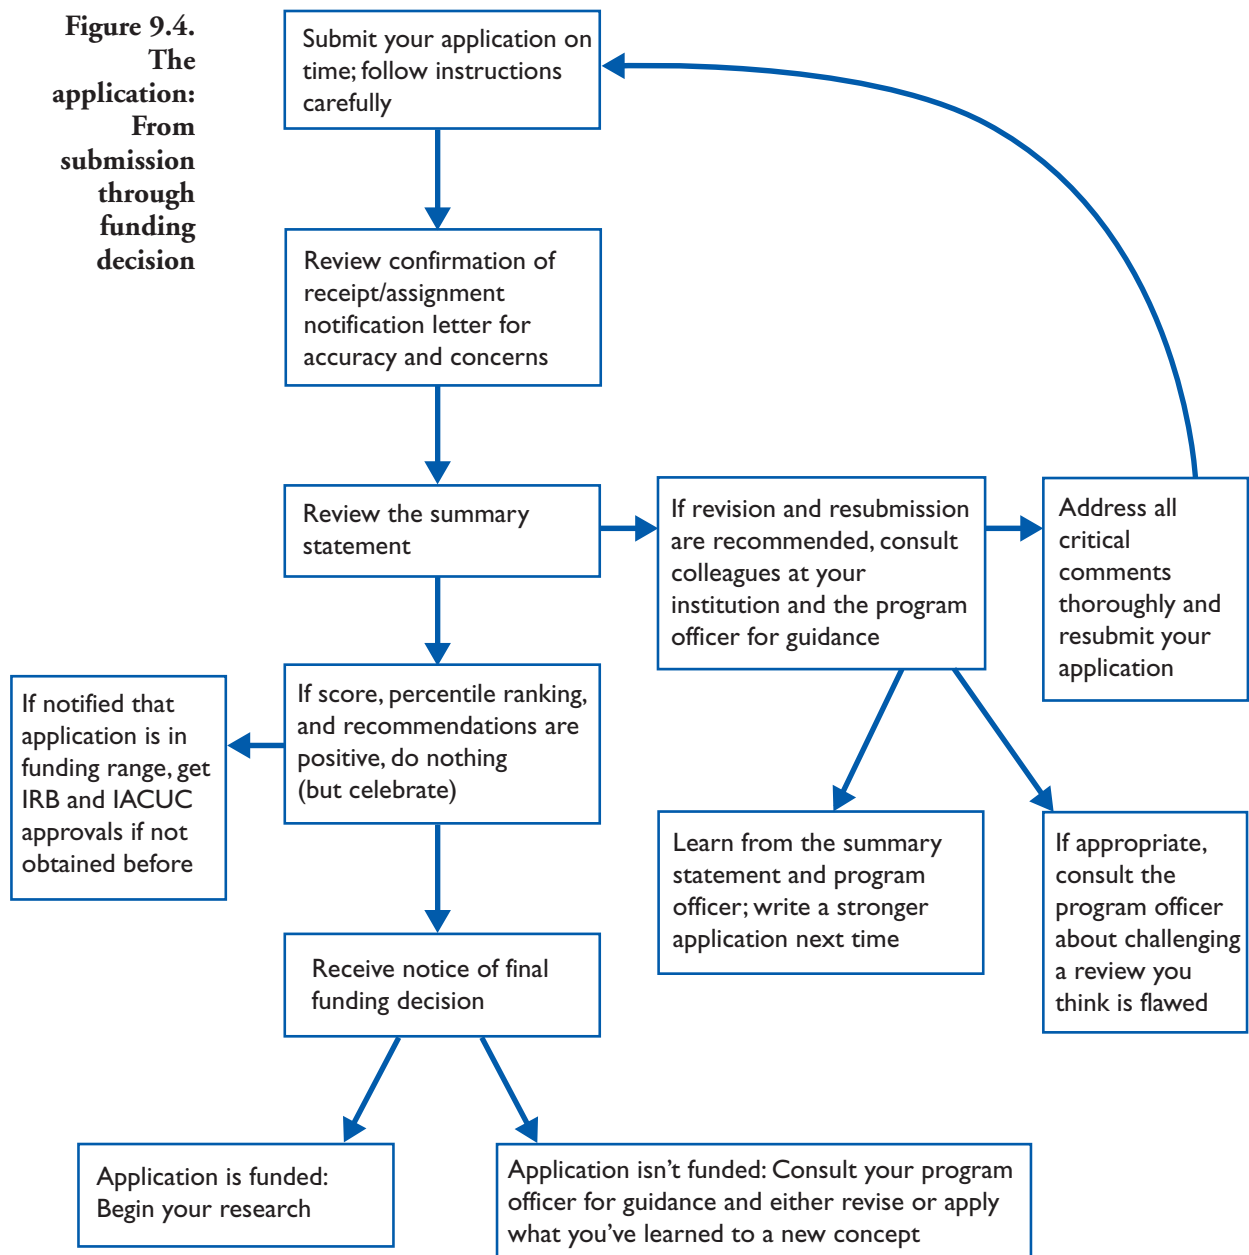 Figure 9.4.
The
application:
From
submission
through
funding
decision
Submit your application on
time; follow instructions
carefully
Review confirmation of
receipt/assignment
notification letter for
accuracy and concerns
Review the summary
statement
If revision and resubmission
are recommended, consult
colleagues at your
institution and the program
officer for guidance
Address all
critical
comments
thoroughly and
resubmit your
application
If notified that
application is in
funding range, get
IRB and IACUC
approvals if not
obtained before
If score, percentile ranking,
and recommendations are
positive, do nothing
(but celebrate)
Learn from the summary
statement and program
officer; write a stronger
application next time
If appropriate,
consult the
program officer
about challenging
a review you
think is flawed
Receive notice of final
funding decision
Application is funded:
Begin your research
Application isn't funded: Consult your program
officer for guidance and either revise or apply
what you've learned to a new concept